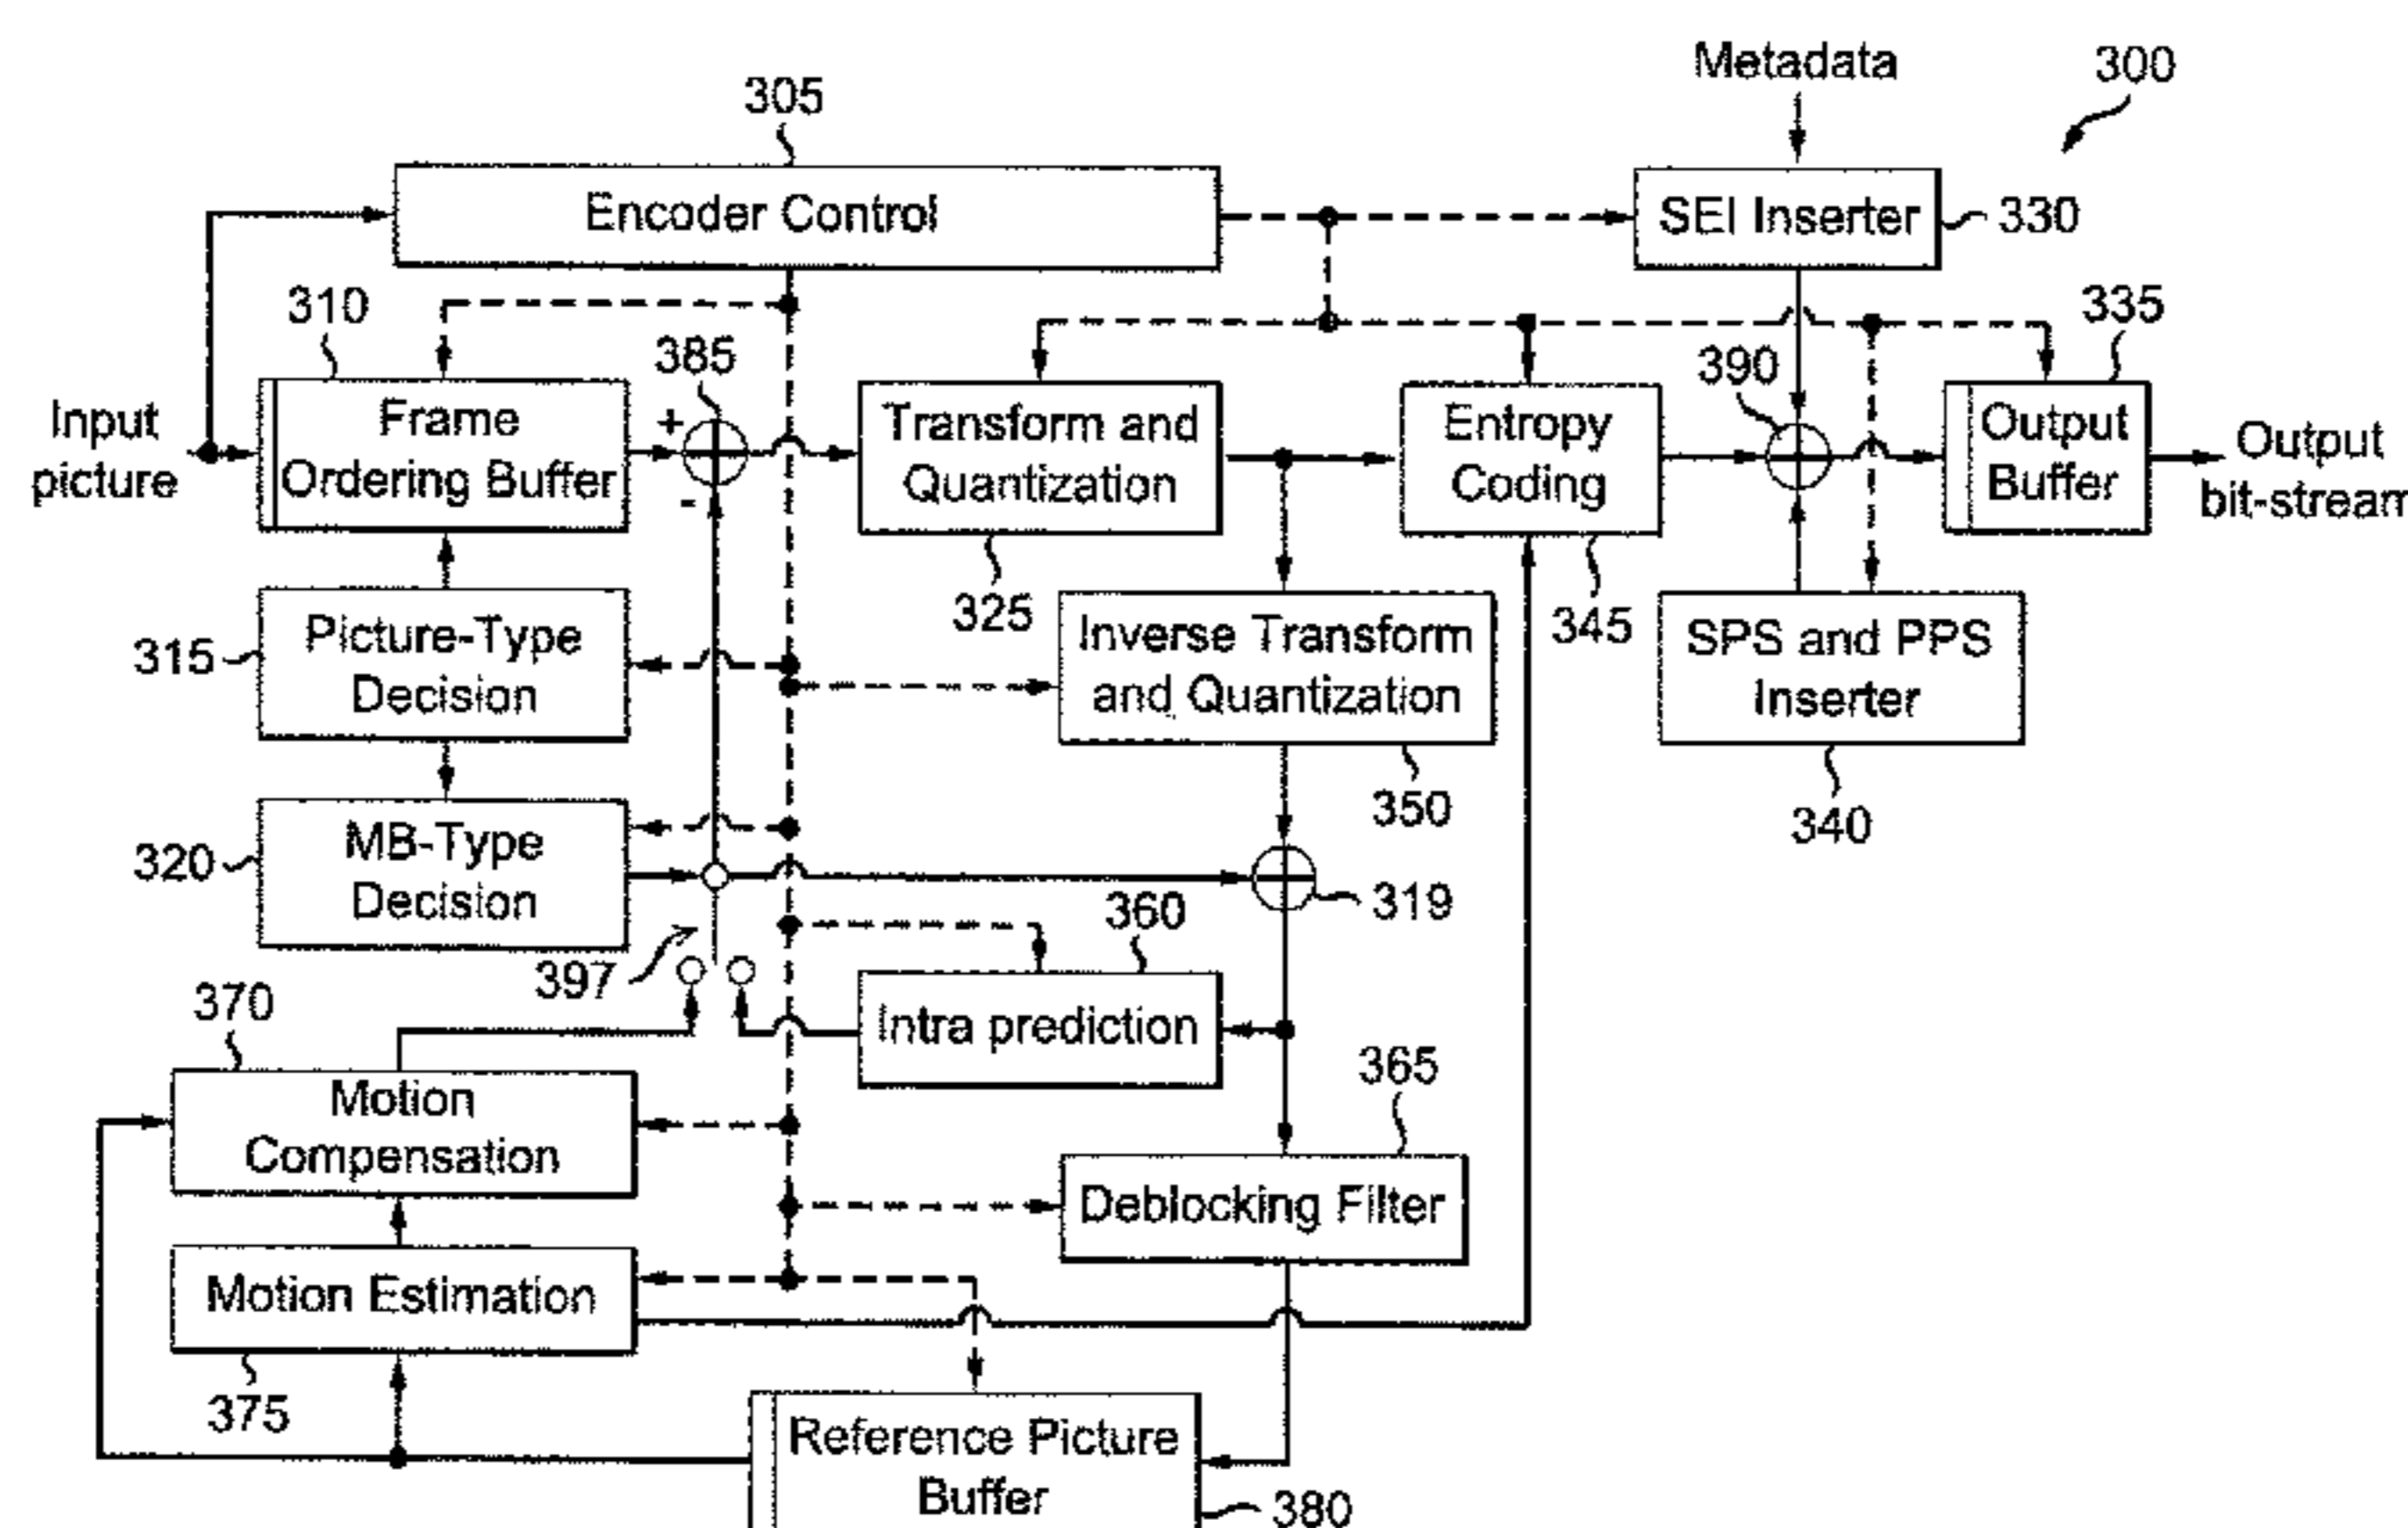 Metadata
300
305
Encoder Control
SEI Inserter
330
310
385
390
335
Input
picture
Frame
Ordering Buffer
+
-
Transform and
Quantization
Entropy
Coding
Output
Buffer
Output
bit-stream
325
345
315
Picture-Type
Decision
Inverse Transform
and Quantization
SPS and PPS
Inserter
350
340
320
MB-Type
Decision
319
397
360
370
Intra prediction
365
Motion
Compensation
Deblocking Filter
Motion Estimation
375
Reference Picture
Buffer
380